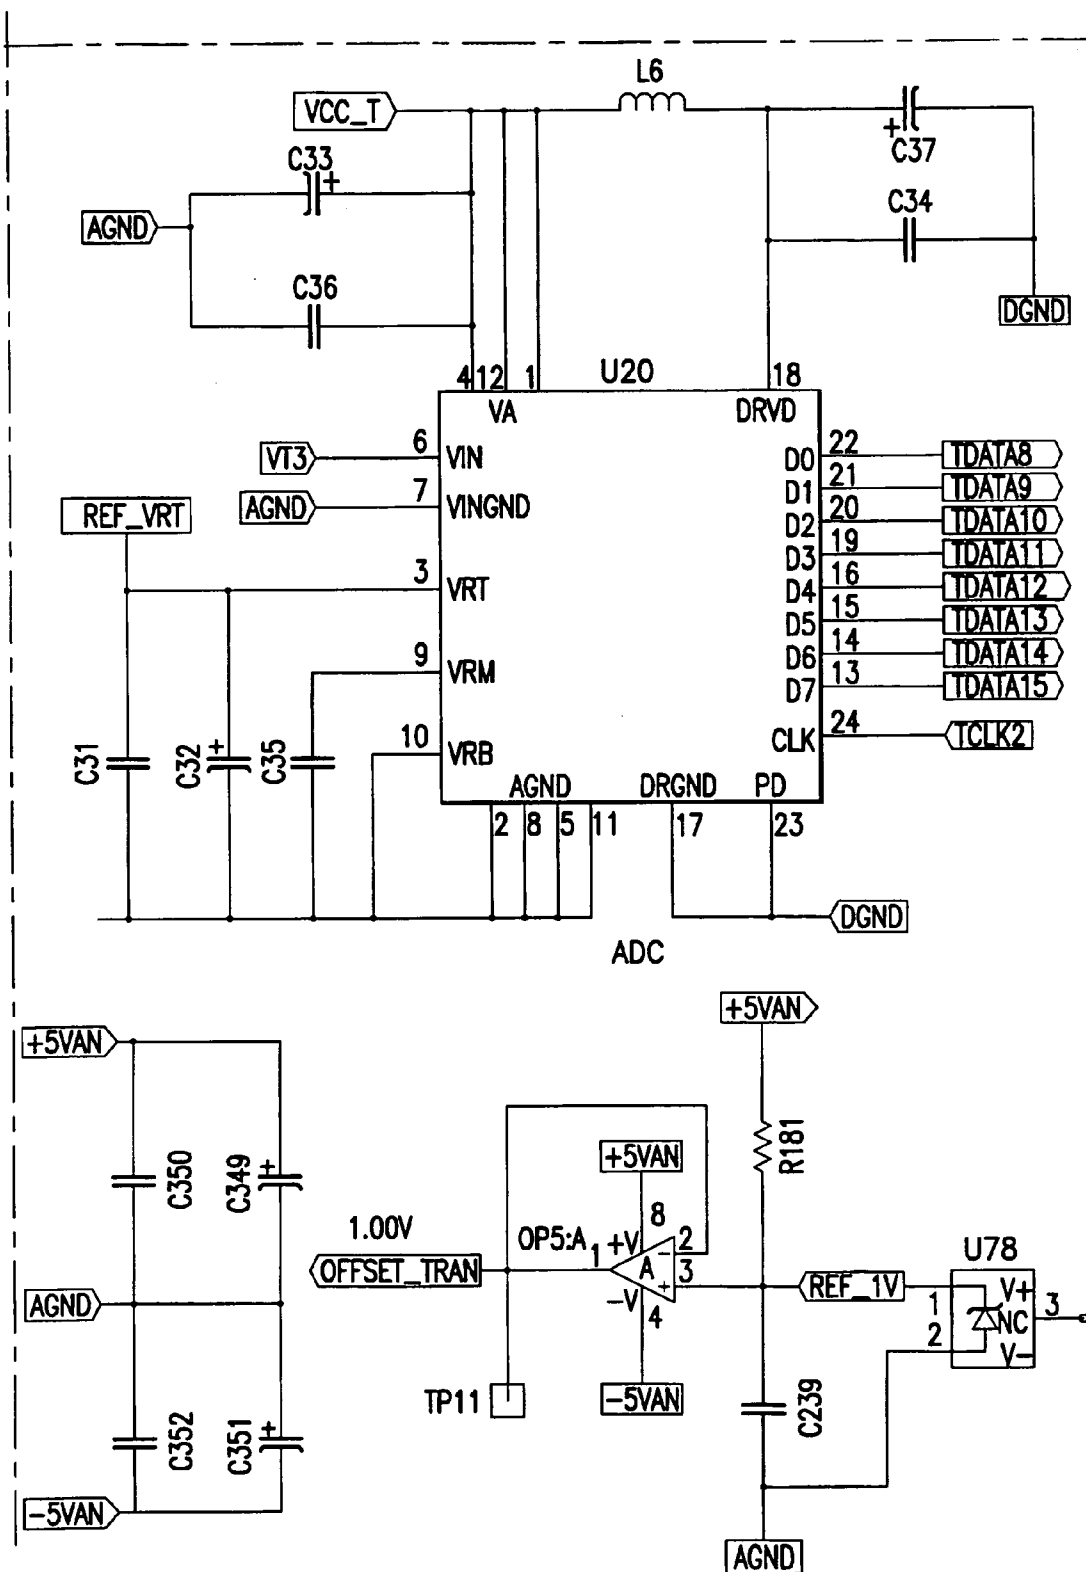 L6
VCC_T
C33
+
+
C37
AGND
C34
C36
DGND
4 12 1
U20
18
VA
DRVD
VT3
6
VIN
D0
22
TDATA8
AGND
7
VINGND
D1
21
TDATA9
REF_VRT
D2
20
TDATA10
D3
19
TDATA11
3
VRT
D4
16
TDATA12
D5
15
TDATA13
9
VRM
D6
14
TDATA14
D7
13
TDATA15
10
VRB
CLK
24
TCLK2
C31
C32
+
C35
AGND
DRGND
PD
2 8 5 11
17
23
DGND
ADC
+5VAN
+5VAN
C350
C349
+
R181
+5VAN
8
1.00V
OP5:A
1
+V
2
-
A
3
+
OFFSET_TRAN
-V
4
REF_1V
U78
1
V+
NC
3
2
V-
AGND
TP11
-5VAN
C239
C352
C351
+
-5VAN
AGND